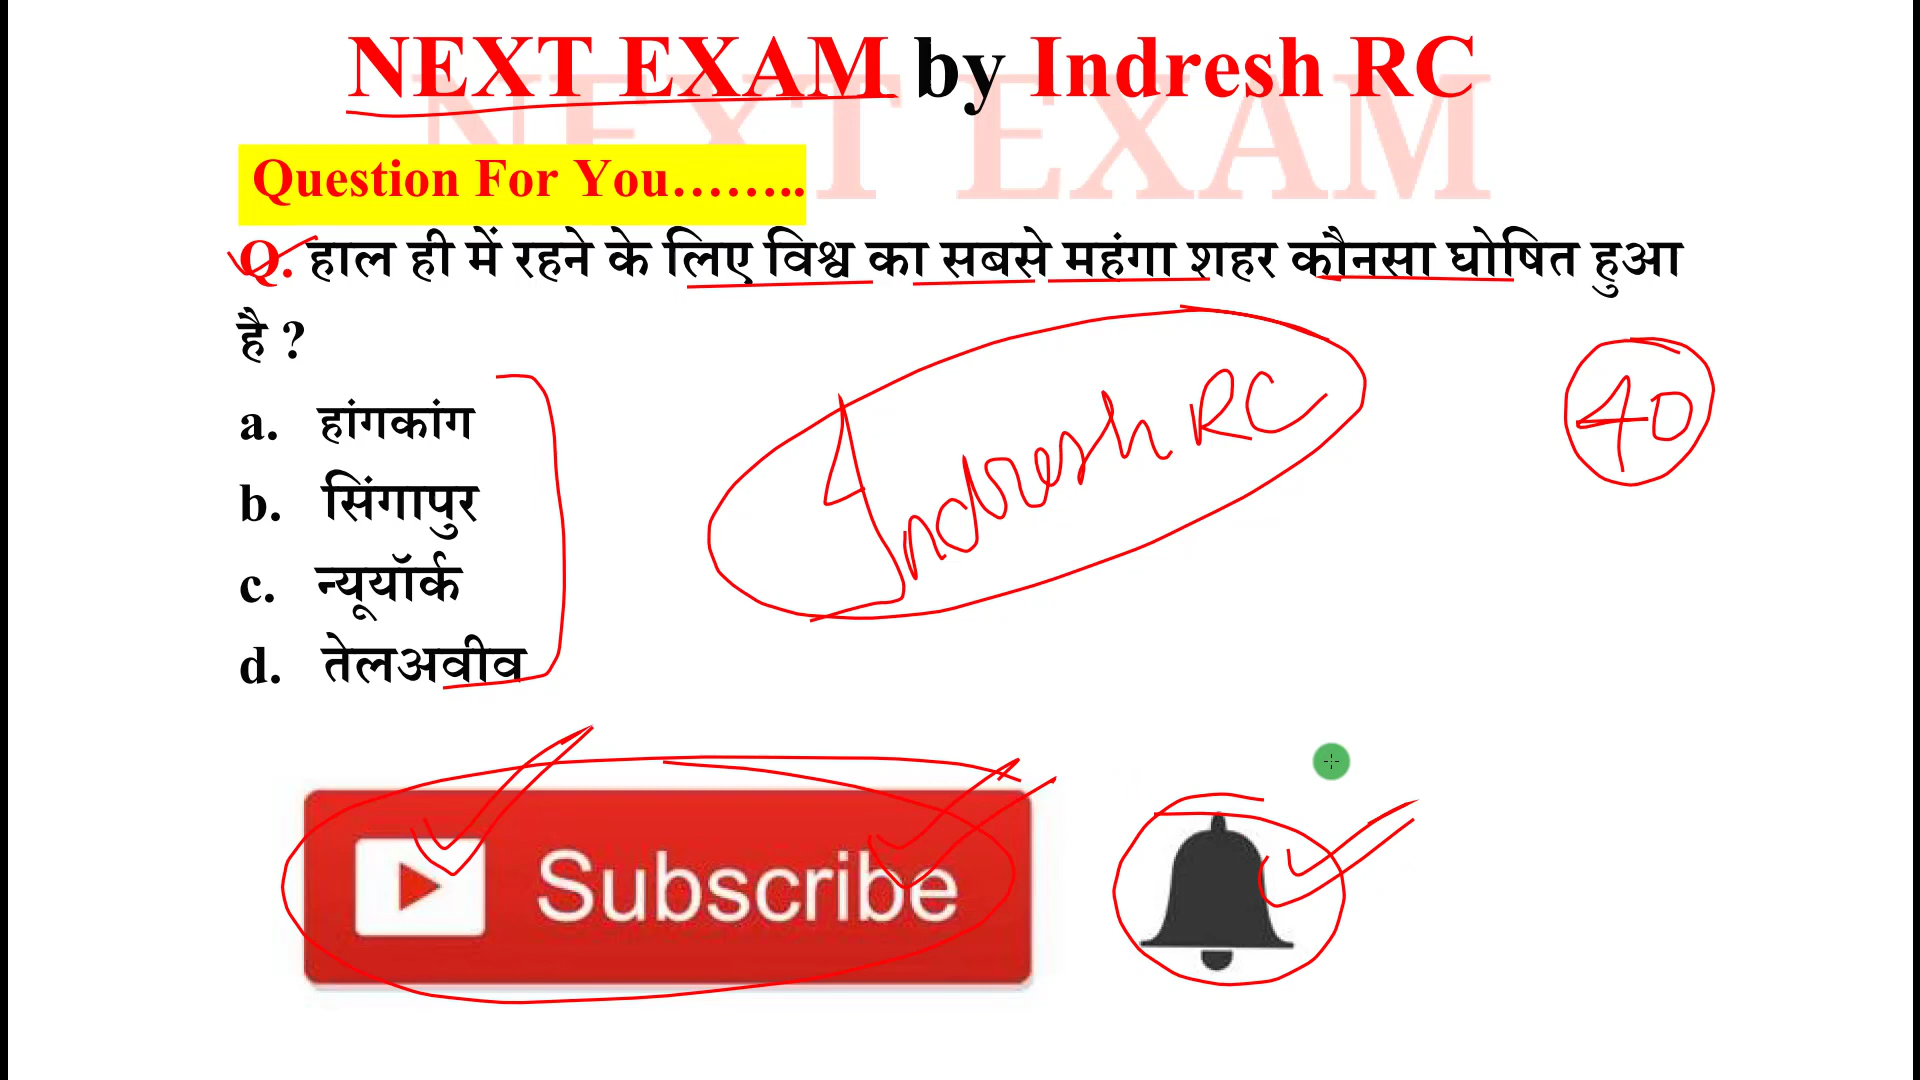 NEXT EXAM by Indresh RC
NEXT EXAM
Question For You……..
Q. हाल ही में रहने के लिए विश्व का सबसे महंगा शहर कौनसा घोषित हुआ
है ?
40
a. हांगकांग
Indresh RC
b. सिंगापुर
c. न्यूयॉर्क
d. तेलअवीव
Subscribe